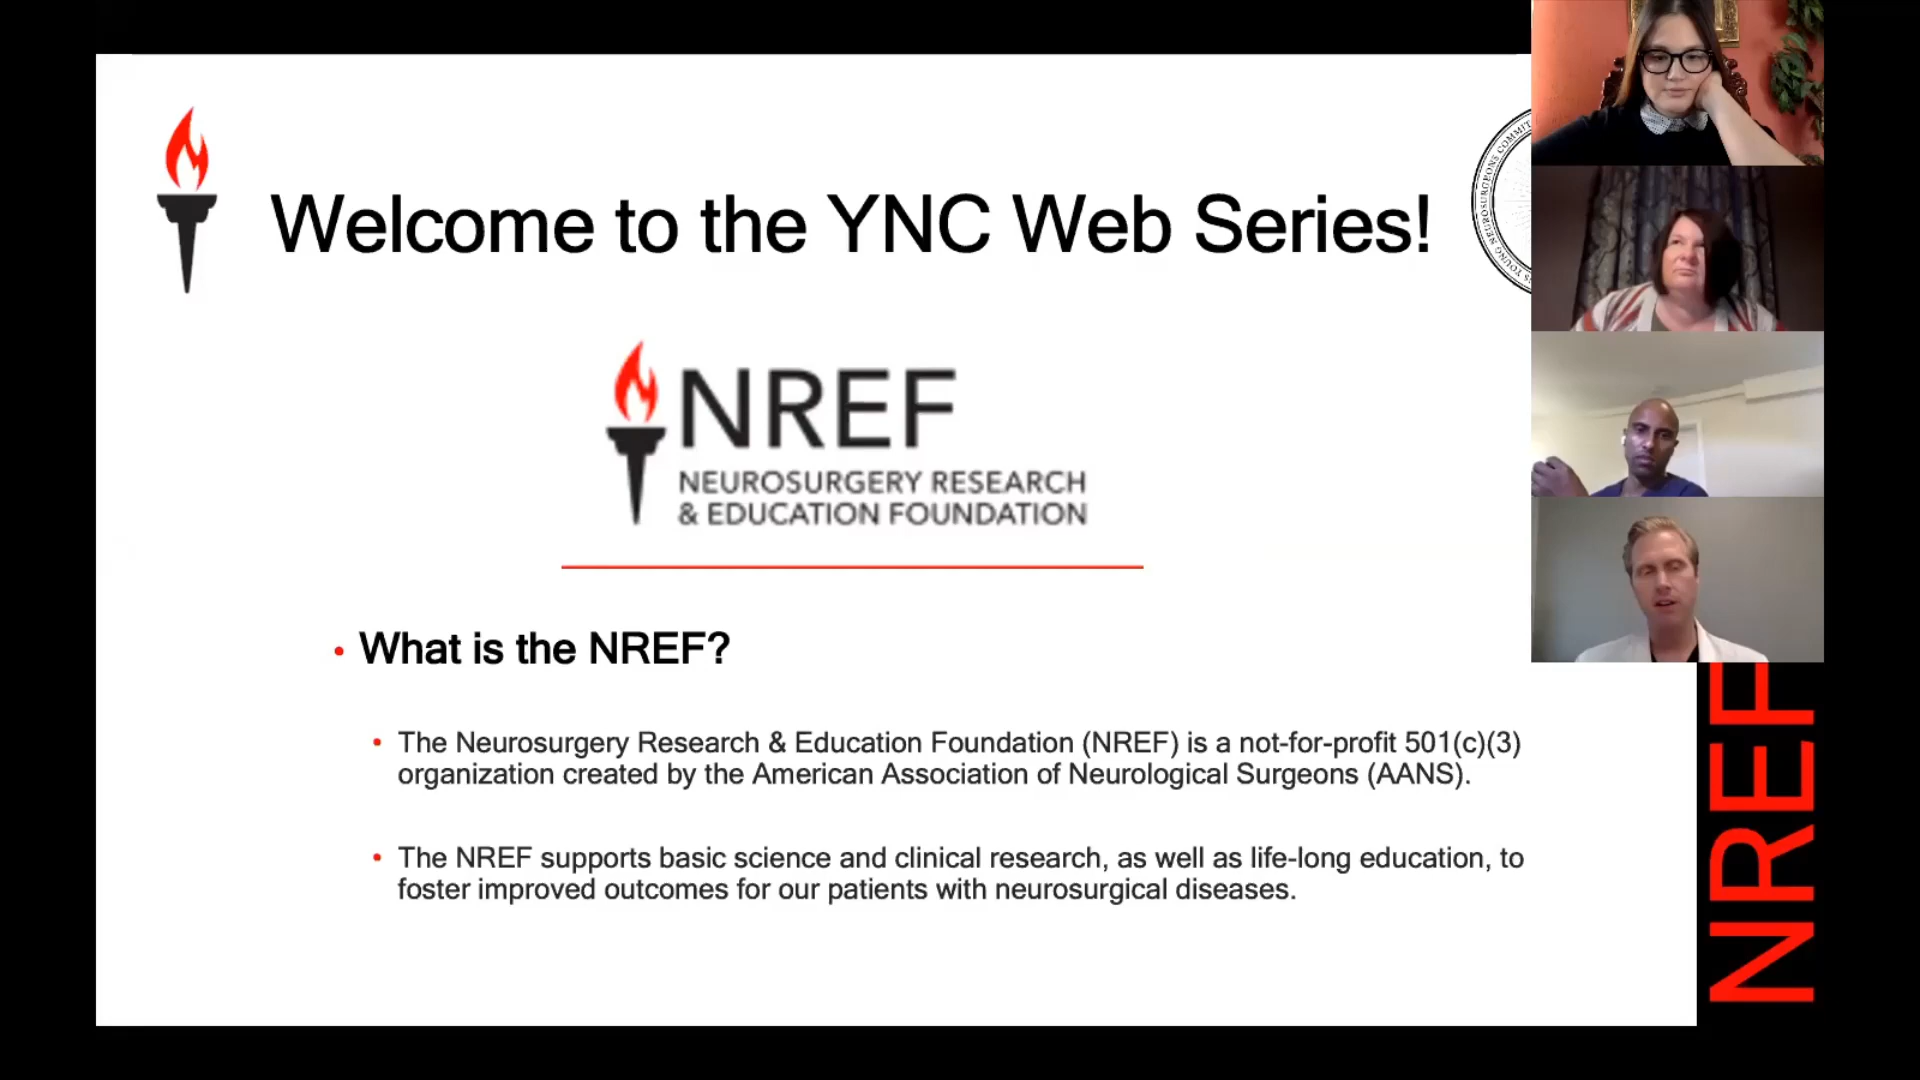 Welcome to the YNC Web Series!
YOUNG NEUROSURGEONS
NREF
NEUROSURGERY RESEARCH
& EDUCATION FOUNDATION
• What is the NREF?
• The Neurosurgery Research & Education Foundation (NREF) is a not-for-profit 501(c)(3)
organization created by the American Association of Neurological Surgeons (AANS).
• The NREF supports basic science and clinical research, as well as life-long education, to
foster improved outcomes for our patients with neurosurgical diseases.
NREF